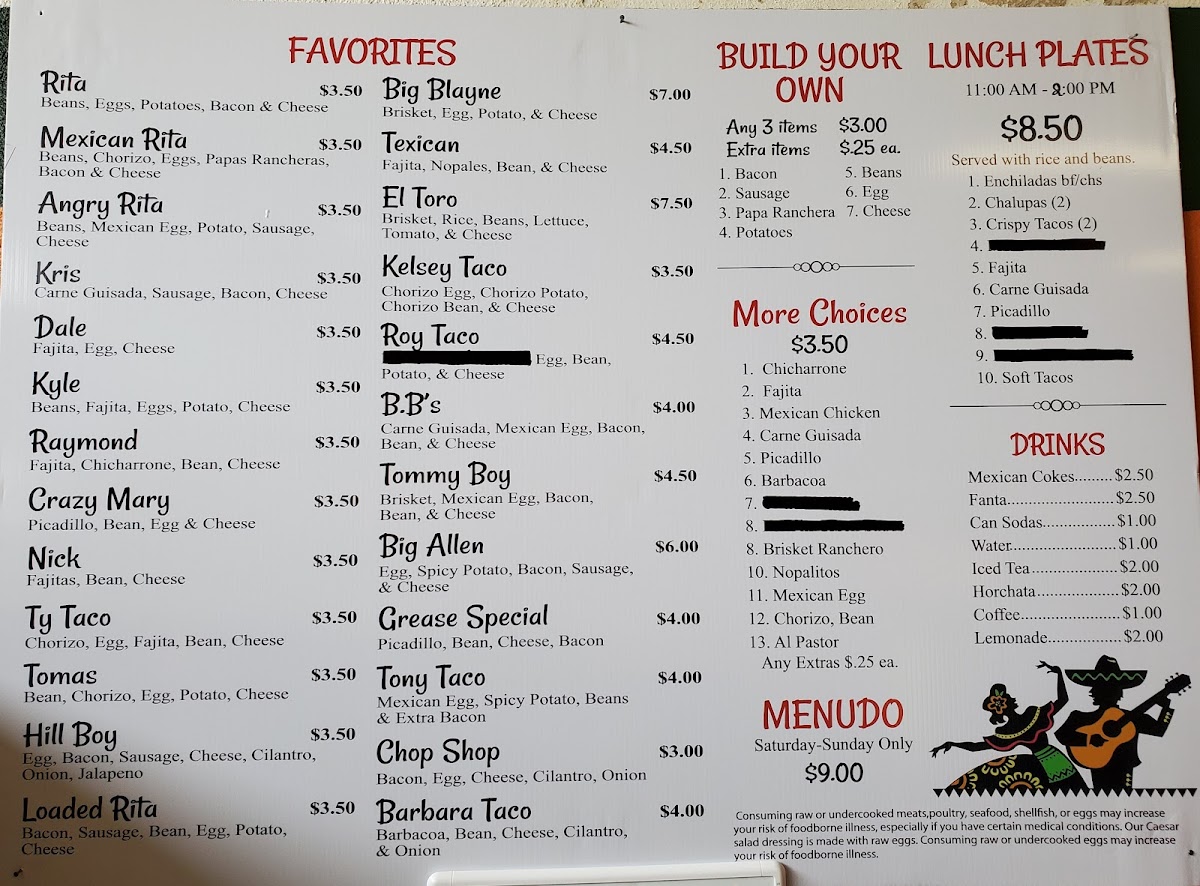 FAVORITES
Rita $3.50
Beans, Eggs, Potatoes, Bacon & Cheese
Mexican Rita $3.50
Beans, Chorizo, Eggs, Papas Rancheras,
Bacon & Cheese
Angry Rita $3.50
Beans, Mexican Egg, Potato, Sausage,
Cheese
Kris $3.50
Carne Guisada, Sausage, Bacon, Cheese
Dale $3.50
Fajita, Egg, Cheese
Kyle $3.50
Beans, Fajita, Eggs, Potato, Cheese
Raymond $3.50
Fajita, Chicharrone, Bean, Cheese
Crazy Mary $3.50
Picadillo, Bean, Egg & Cheese
Nick $3.50
Fajitas, Bean, Cheese
Ty Taco $3.50
Chorizo, Egg, Fajita, Bean, Cheese
Tomas $3.50
Bean, Chorizo, Egg, Potato, Cheese
Hill Boy $3.50
Egg, Bacon, Sausage, Cheese, Cilantro,
Onion, Jalapeno
Loaded Rita $3.50
Bacon, Sausage, Bean, Egg, Potato,
Cheese
Big Blayne $7.00
Brisket, Egg, Potato, & Cheese
Texican $4.50
Fajita, Nopales, Bean, & Cheese
El Toro $7.50
Brisket, Rice, Beans, Lettuce,
Tomato, & Cheese
Kelsey Taco $3.50
Chorizo Egg, Chorizo Potato,
Chorizo Bean, & Cheese
Roy Taco $4.50
Egg, Bean,
Potato, & Cheese
B.B's $4.00
Carne Guisada, Mexican Egg, Bacon,
Bean, & Cheese
Tommy Boy $4.50
Brisket, Mexican Egg, Bacon,
Bean, & Cheese
Big Allen $6.00
Egg, Spicy Potato, Bacon, Sausage,
& Cheese
Grease Special $4.00
Picadillo, Bean, Cheese, Bacon
Tony Taco $4.00
Mexican Egg, Spicy Potato, Beans
& Extra Bacon
Chop Shop $3.00
Bacon, Egg, Cheese, Cilantro, Onion
Barbara Taco $4.00
Barbacoa, Bean, Cheese, Cilantro,
& Onion
BUILD YOUR
OWN
Any 3 items $3.00
Extra items $.25 ea.
1. Bacon 5. Beans
2. Sausage 6. Egg
3. Papa Ranchera 7. Cheese
4. Potatoes
More Choices
$3.50
1. Chicharrone
2. Fajita
3. Mexican Chicken
4. Carne Guisada
5. Picadillo
6. Barbacoa
7.
8.
8. Brisket Ranchero
10. Nopalitos
11. Mexican Egg
12. Chorizo, Bean
13. Al Pastor
Any Extras $.25 ea.
MENUDO
Saturday-Sunday Only
$9.00
LUNCH PLATES
11:00 AM - 2:00 PM
$8.50
Served with rice and beans.
1. Enchiladas bf/chs
2. Chalupas (2)
3. Crispy Tacos (2)
4.
5. Fajita
6. Carne Guisada
7. Picadillo
8.
9.
10. Soft Tacos
DRINKS
Mexican Cokes......... $2.50
Fanta.......................... $2.50
Can Sodas.................. $1.00
Water.......................... $1.00
Iced Tea..................... $2.00
Horchata.................... $2.00
Coffee........................ $1.00
Lemonade.................. $2.00
Consuming raw or undercooked meats,poultry, seafood, shellfish, or eggs may increase
your risk of foodborne illness, especially if you have certain medical conditions. Our Caesar
salad dressing is made with raw eggs. Consuming raw or undercooked eggs may increase
your risk of foodborne illness.